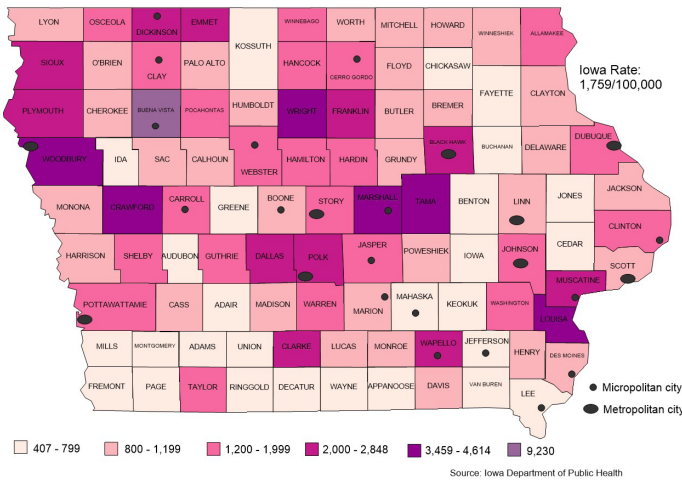 LYON OSCEOLA DICKINSON EMMET WINNEBAGO WORTH MITCHELL HOWARD WINNESHIEK ALLAMAKEE
KOSSUTH
SIOUX O'BRIEN CLAY PALO ALTO HANCOCK CERRO GORDO FLOYD CHICKASAW
Iowa Rate:
1,759/100,000
FAYETTE CLAYTON
PLYMOUTH CHEROKEE BUENA VISTA POCAHONTAS HUMBOLDT WRIGHT FRANKLIN BUTLER BREMER
WOODBURY IDA SAC CALHOUN WEBSTER HAMILTON HARDIN GRUNDY BLACK HAWK BUCHANAN DELAWARE DUBUQUE
MONONA CRAWFORD CARROLL GREENE BOONE STORY MARSHALL TAMA BENTON LINN JONES JACKSON
CLINTON
HARRISON SHELBY AUDUBON GUTHRIE DALLAS POLK JASPER POWESHIEK IOWA JOHNSON CEDAR SCOTT
MUSCATINE
POTTAWATTAMIE CASS ADAIR MADISON WARREN MARION MAHASKA KEOKUK WASHINGTON LOUISA
MILLS MONTGOMERY ADAMS UNION CLARKE LUCAS MONROE WAPELLO JEFFERSON HENRY DES MOINES
FREMONT PAGE TAYLOR RINGGOLD DECATUR WAYNE APPANOOSE DAVIS VAN BUREN LEE
Micropolitan city
Metropolitan city
407 - 799 800 - 1,199 1,200 - 1,999 2,000 - 2,848 3,459 - 4,614 9,230
Source: Iowa Department of Public Health